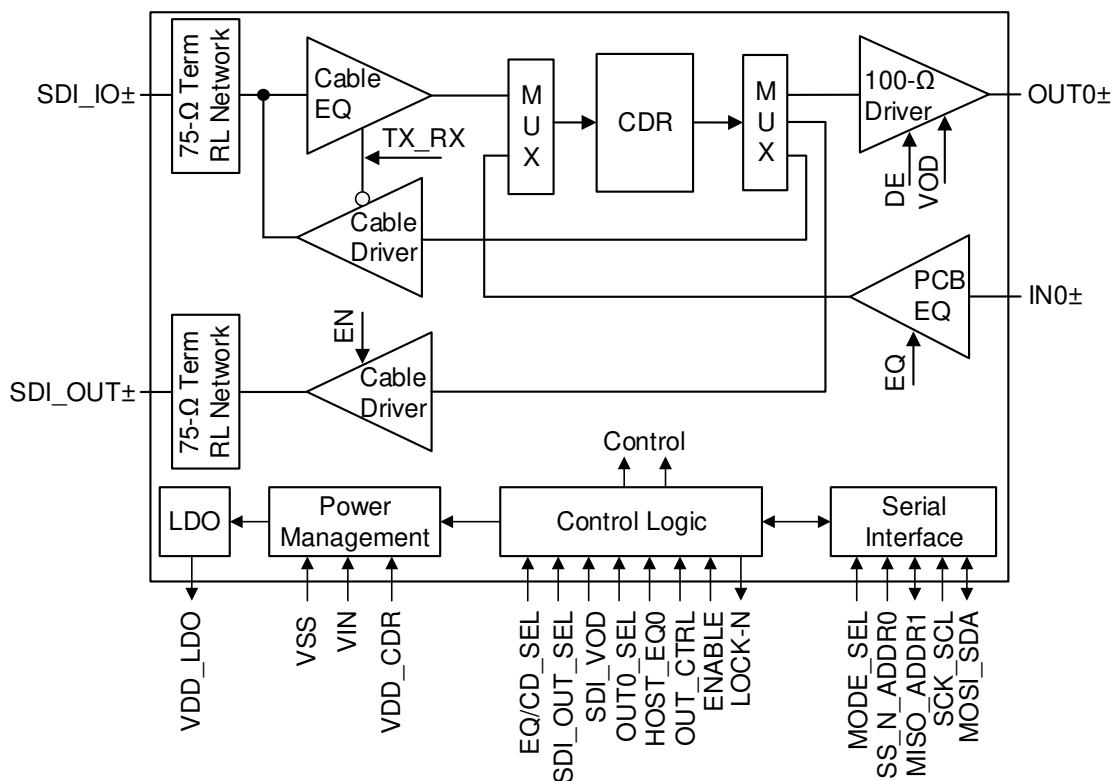 SDI_IO±
75-Ω Term
RL Network
Cable
EQ
TX_RX
Cable
Driver
M
U
X
CDR
M
U
X
100-Ω
Driver
OUT0±
DE
VOD
PCB
EQ
IN0±
EQ
SDI_OUT±
75-Ω Term
RL Network
EN
Cable
Driver
Control
LDO
Power
Management
Control Logic
Serial
Interface
VDD_LDO
VSS
VIN
VDD_CDR
EQ/CD_SEL
SDI_OUT_SEL
SDI_VOD
OUT0_SEL
HOST_EQ0
OUT_CTRL
ENABLE
LOCK-N
MODE_SEL
SS_N_ADDR0
MISO_ADDR1
SCK_SCL
MOSI_SDA